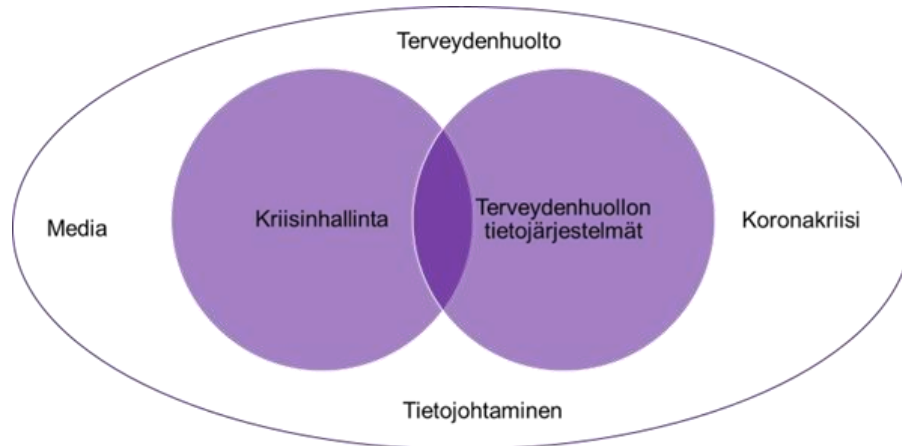 Terveydenhuolto
Media
Kriisinhallinta
Terveydenhuollon
tietojärjestelmät
Koronakriisi
Tietojohtaminen